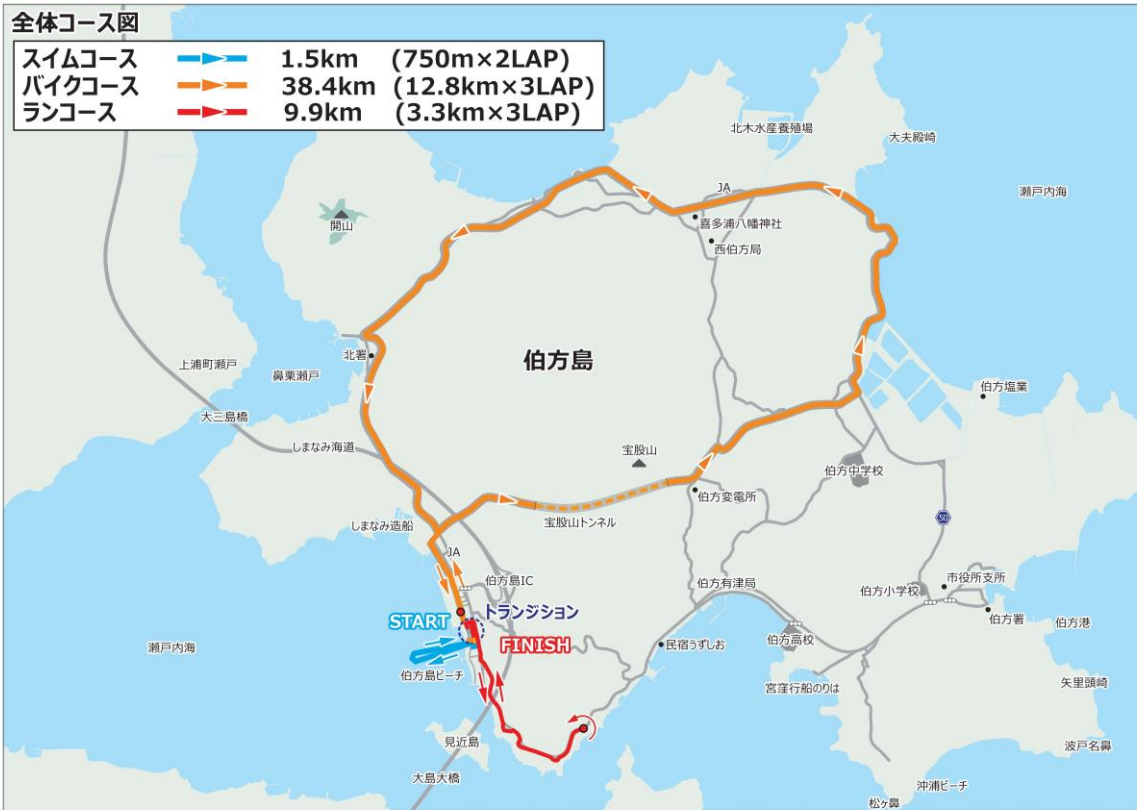 全体コース図
スイムコース 1.5km (750m×2LAP)
バイクコース 38.4km (12.8km×3LAP)
ランコース 9.9km (3.3km×3LAP)
北木水産養殖場
大夫殿崎
JA
瀬戸内海
喜多浦八幡神社
開山
西伯方局
北署
伯方島
上浦町瀬戸
鼻栗瀬戸
伯方塩業
大三島橋
しまなみ海道
宝股山
伯方中学校
伯方変電所
50
しまなみ造船
宝股山トンネル
JA
伯方島IC
伯方有津局
伯方小学校
市役所支所
トランジション
START
伯方署
伯方港
FINISH
伯方高校
民宿うずしお
瀬戸内海
伯方島ビーチ
宮窪行船のりば
矢里頭崎
見近島
波戸名鼻
大島大橋
沖浦ビーチ
松ヶ鼻